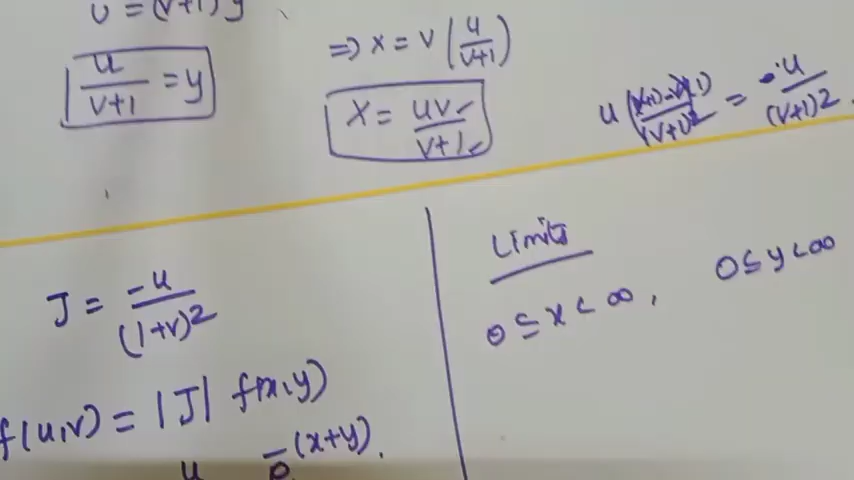 u = (v+1) y
u/(v+1) = y
⇒ x = v (u/(v+1))
x = uv/(v+1)
= -u/(v+1)²
J = -u/(1+v)²
f(u,v) = |J| f(x,y)
u e^-(x+y).
Limits
0 ≤ x < ∞, 0 ≤ y < ∞